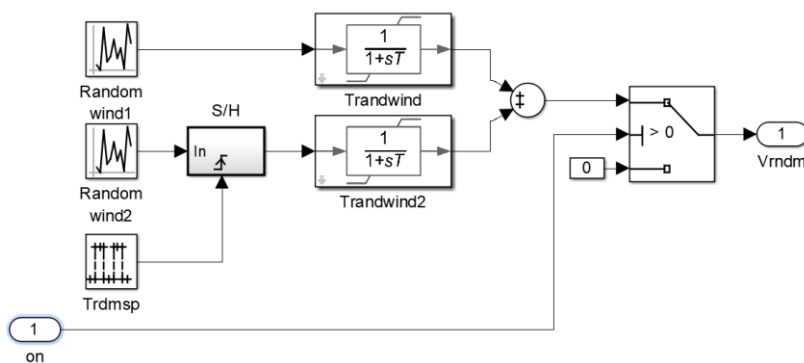 1
1+sT
Random
wind1
Trandwind
S/H
In
1
1+sT
Random
wind2
Trandwind2
Trdmsp
++
> 0
0
1
Vrndm
1
on